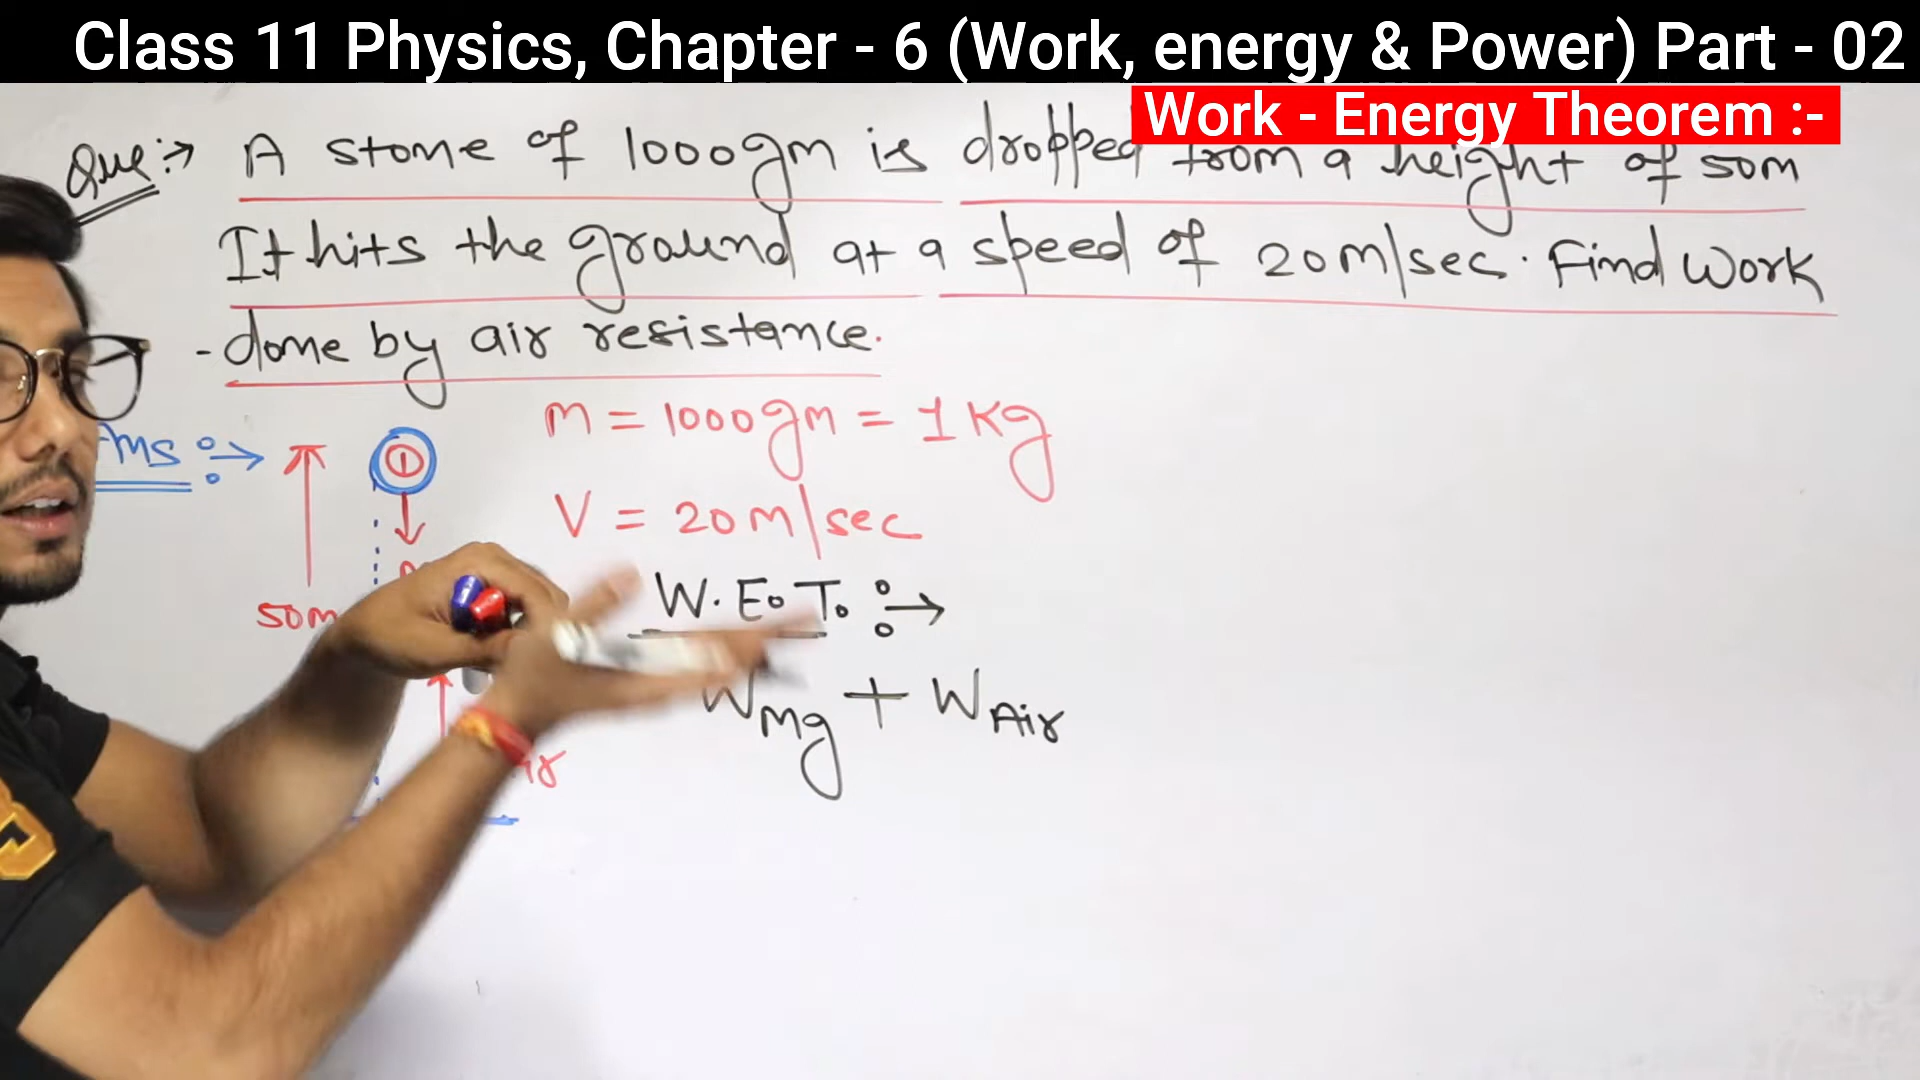 Class 11 Physics, Chapter - 6 (Work, energy & Power) Part - 02
Work - Energy Theorem :-
Que :→ A stone of 1000gm is dropped from a height of 50m
It hits the ground at a speed of 20m/sec. Find Work
- done by air resistance.
Ans :→ ①
m = 1000gm = 1Kg
V = 20m/sec
50m
W.E.T. :→
Wmg + WAir